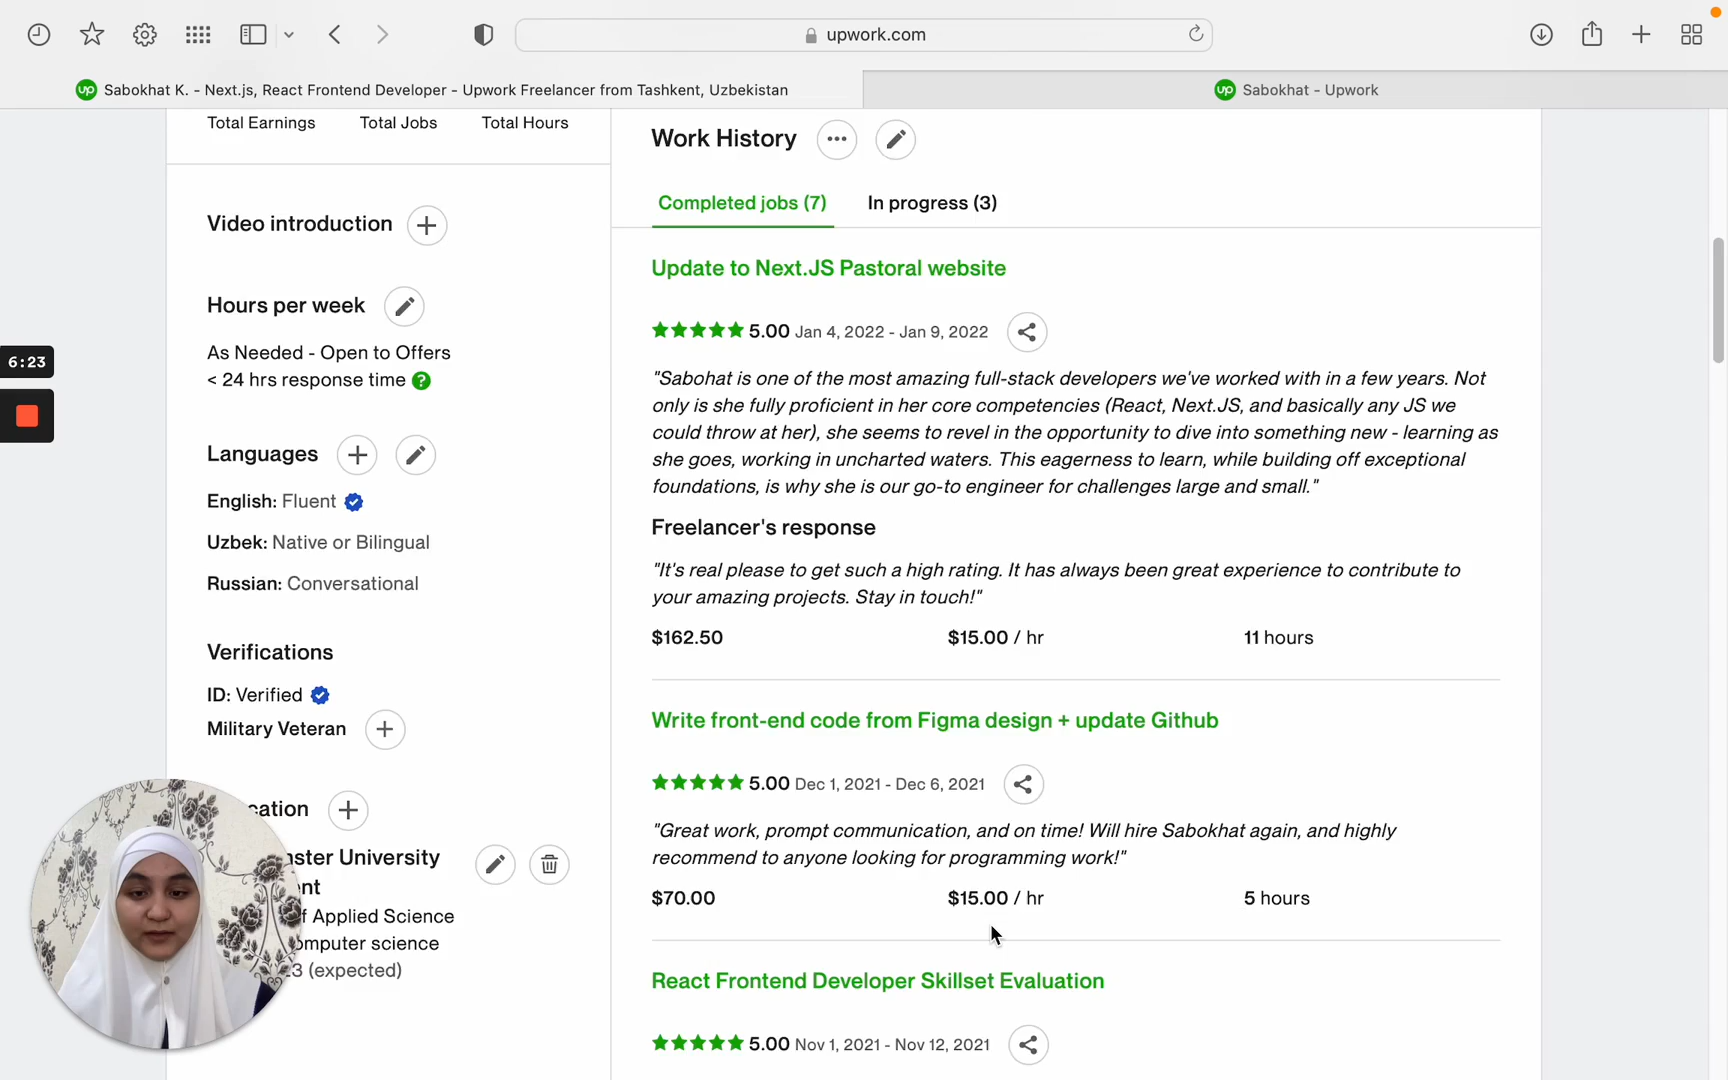 upwork.com
up Sabokhat K. - Next.js, React Frontend Developer - Upwork Freelancer from Tashkent, Uzbekistan
up Sabokhat - Upwork
Total Earnings Total Jobs Total Hours
Video introduction
Hours per week
As Needed - Open to Offers
< 24 hrs response time ?
6:23
Languages
English: Fluent
Uzbek: Native or Bilingual
Russian: Conversational
Verifications
ID: Verified
Military Veteran
cation
nster University
nt
f Applied Science
omputer science
3 (expected)
Work History
Completed jobs (7) In progress (3)
Update to Next.JS Pastoral website
5.00 Jan 4, 2022 - Jan 9, 2022
"Sabohat is one of the most amazing full-stack developers we've worked with in a few years. Not
only is she fully proficient in her core competencies (React, Next.JS, and basically any JS we
could throw at her), she seems to revel in the opportunity to dive into something new - learning as
she goes, working in uncharted waters. This eagerness to learn, while building off exceptional
foundations, is why she is our go-to engineer for challenges large and small."
Freelancer's response
"It's real please to get such a high rating. It has always been great experience to contribute to
your amazing projects. Stay in touch!"
$162.50 $15.00 / hr 11 hours
Write front-end code from Figma design + update Github
5.00 Dec 1, 2021 - Dec 6, 2021
"Great work, prompt communication, and on time! Will hire Sabokhat again, and highly
recommend to anyone looking for programming work!"
$70.00 $15.00 / hr 5 hours
React Frontend Developer Skillset Evaluation
5.00 Nov 1, 2021 - Nov 12, 2021